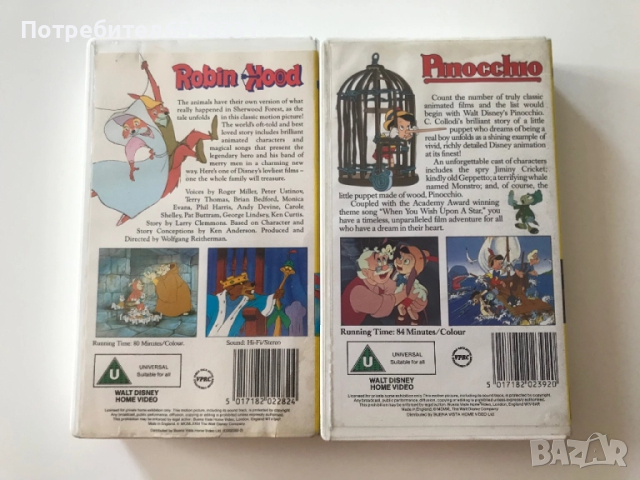 Потребител
Robin Hood
The animals have their own version of what
really happened in Sherwood Forest, as the
tale unfolds in this classic motion picture!
The world's oft-told and best
loved story includes brilliant
animated characters and
magical songs that present the
legendary hero and his band of
merry men in a charming new
way. Here's one of Disney's loveliest films –
one the whole family will treasure.
Voices by Roger Miller, Peter Ustinov,
Terry Thomas, Brian Bedford, Monica
Evans, Phil Harris, Andy Devine, Carole
Shelley, Pat Buttram, George Lindsey, Ken Curtis.
Story by Larry Clemmons. Based on Character and
Story Conceptions by Ken Anderson. Produced and
Directed by Wolfgang Reitherman.
Running Time: 80 Minutes/Colour.
Sound: Hi-Fi/Stereo
U
UNIVERSAL
Suitable for all
VPRC
WALT DISNEY
HOME VIDEO
5 017182 022824
Pinocchio
Count the number of truly classic
animated films and the list would
begin with Walt Disney's Pinocchio.
C. Collodi's brilliant story of a little
puppet who dreams of being a
real boy unfolds as a shining example of
vivid, richly detailed Disney animation
at its finest!
An unforgettable cast of characters
includes the spry Jiminy Cricket;
kindly old Geppetto; a terrifying whale
named Monstro; and, of course, the
little puppet made of wood, Pinocchio.
Coupled with the Academy Award winning
theme song "When You Wish Upon A Star," you
have a timeless, unparalleled film adventure for all
who have a dream in their heart.
Running Time: 84 Minutes/Colour
U
UNIVERSAL
Suitable for all
VPRC
WALT DISNEY
HOME VIDEO
5 017182 023920
Distributed by BUENA VISTA HOME VIDEO Ltd
bazar